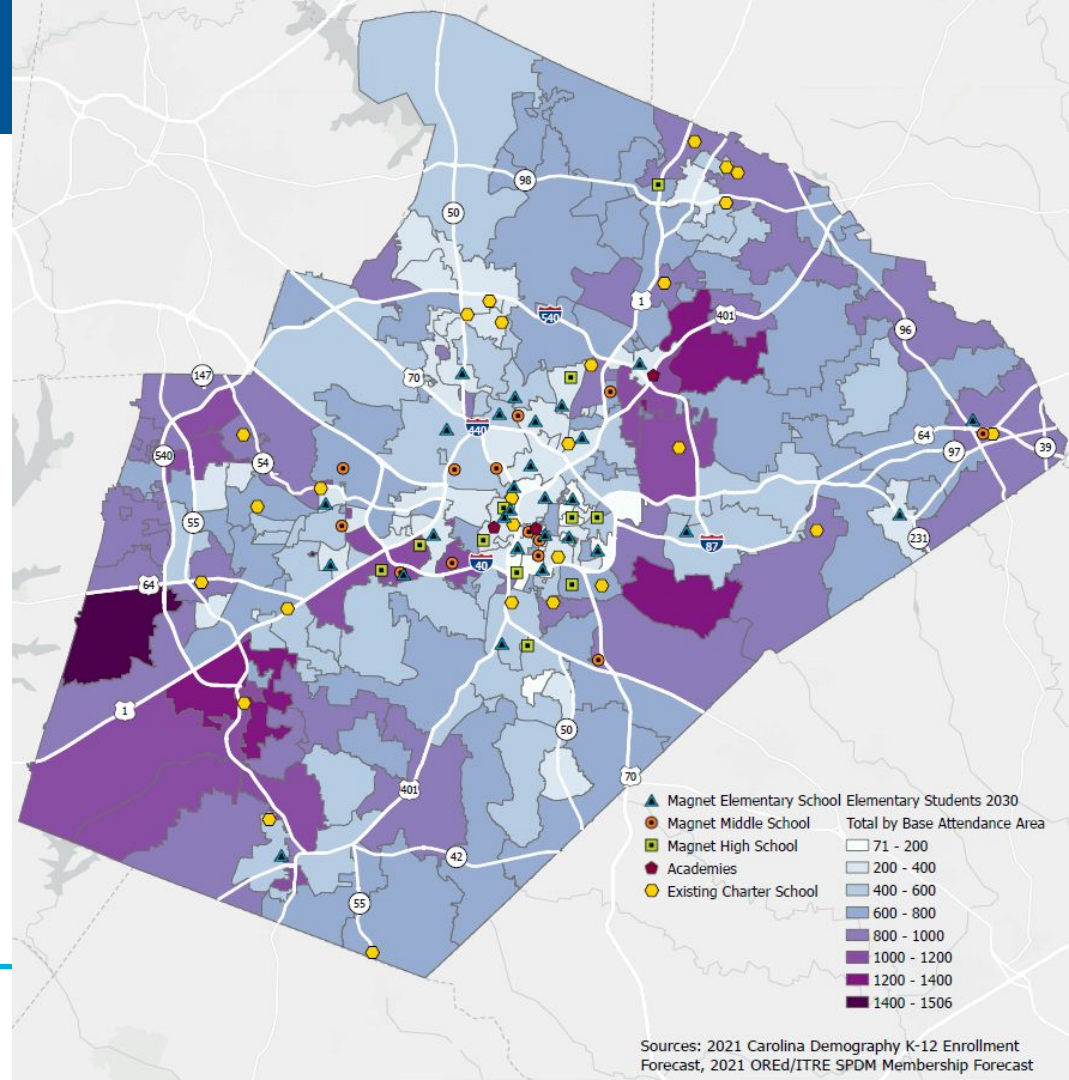 98
50
1
540
401
96
147
70
440
64
97
39
540
54
55
231
87
40
64
1
50
70
401
42
55
Magnet Elementary School
Magnet Middle School
Magnet High School
Academies
Existing Charter School
Elementary Students 2030
Total by Base Attendance Area
71 - 200
200 - 400
400 - 600
600 - 800
800 - 1000
1000 - 1200
1200 - 1400
1400 - 1506
Sources: 2021 Carolina Demography K-12 Enrollment
Forecast, 2021 OREd/ITRE SPDM Membership Forecast